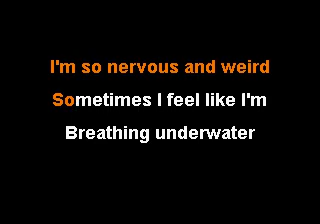 I'm so nervous and weird
Sometimes I feel like I'm
Breathing underwater